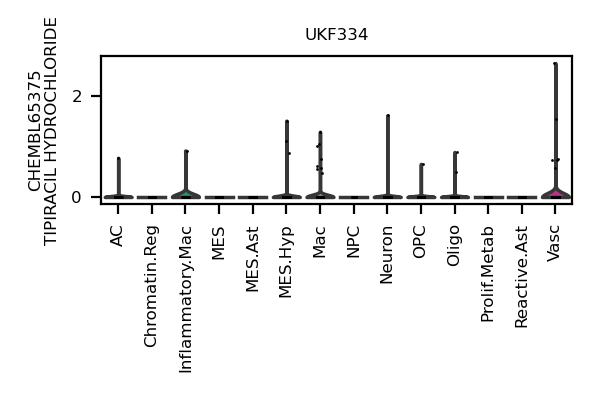 UKF334
CHEMBL65375
TIPIRACIL HYDROCHLORIDE
2
0
AC
Chromatin.Reg
Inflammatory.Mac
MES
MES.Ast
MES.Hyp
Mac
NPC
Neuron
OPC
Oligo
Prolif.Metab
Reactive.Ast
Vasc